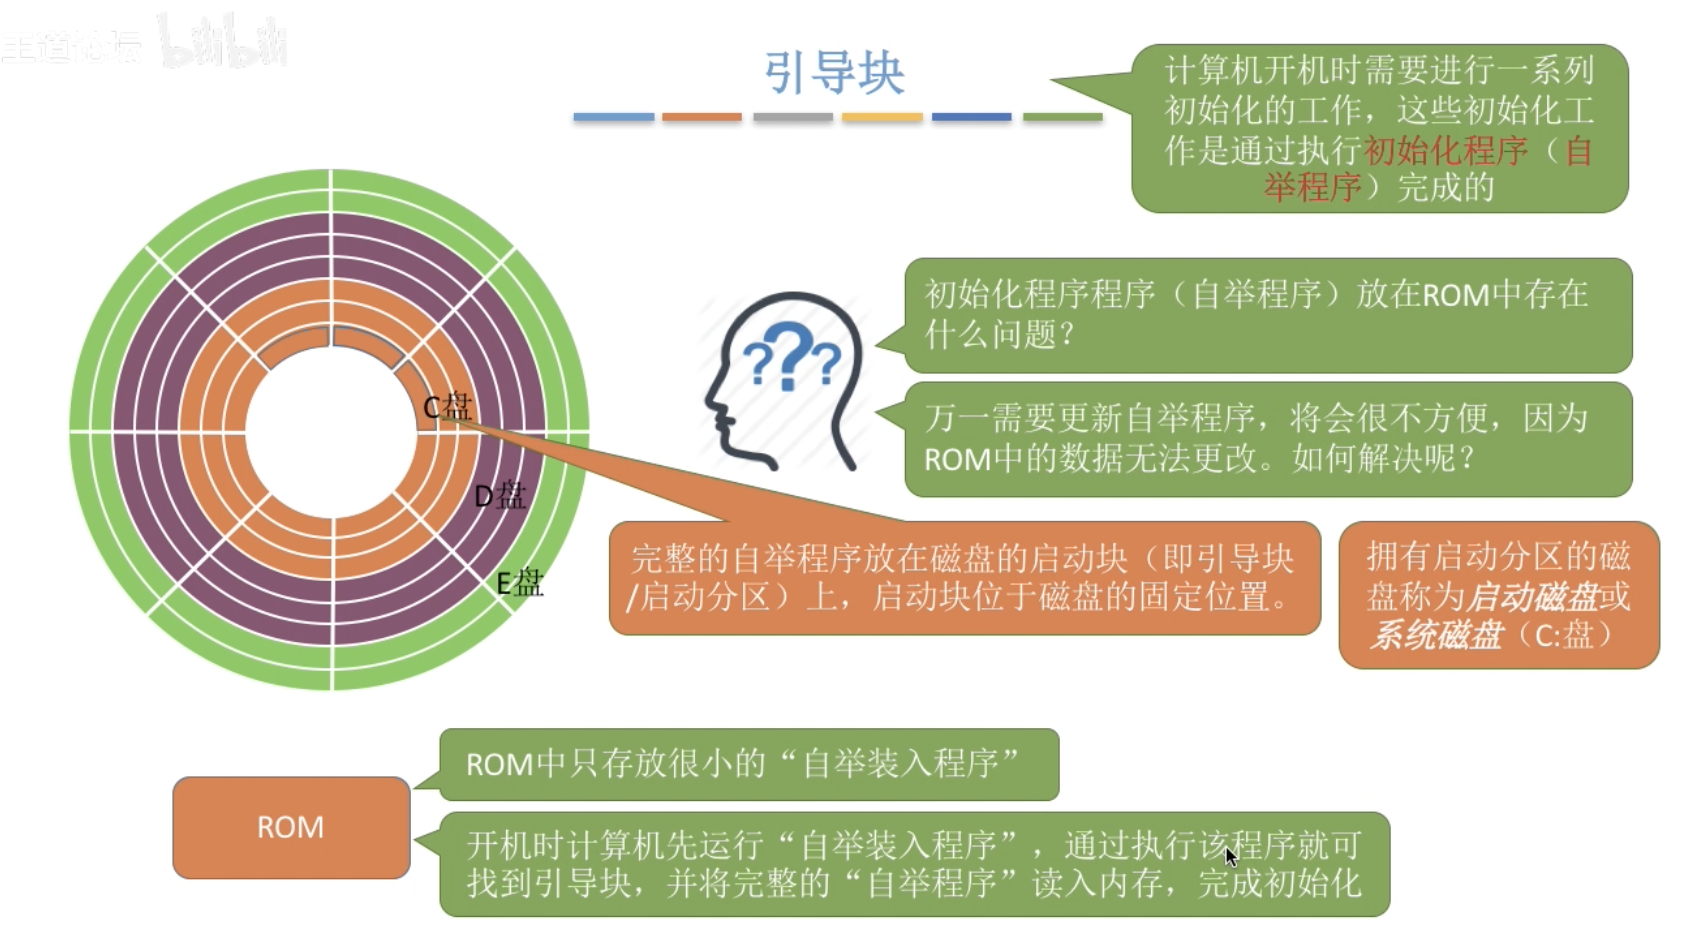 王道论坛 bilibili
引导块
计算机开机时需要进行一系列
初始化的工作，这些初始化工
作是通过执行初始化程序（自
举程序）完成的
初始化程序程序（自举程序）放在ROM中存在
什么问题？
???
万一需要更新自举程序，将会很不方便，因为
ROM中的数据无法更改。如何解决呢？
C盘
D盘
E盘
完整的自举程序放在磁盘的启动块（即引导块
/启动分区）上，启动块位于磁盘的固定位置。
拥有启动分区的磁
盘称为启动磁盘或
系统磁盘（C:盘）
ROM中只存放很小的“自举装入程序”
ROM
开机时计算机先运行“自举装入程序”，通过执行该程序就可
找到引导块，并将完整的“自举程序”读入内存，完成初始化